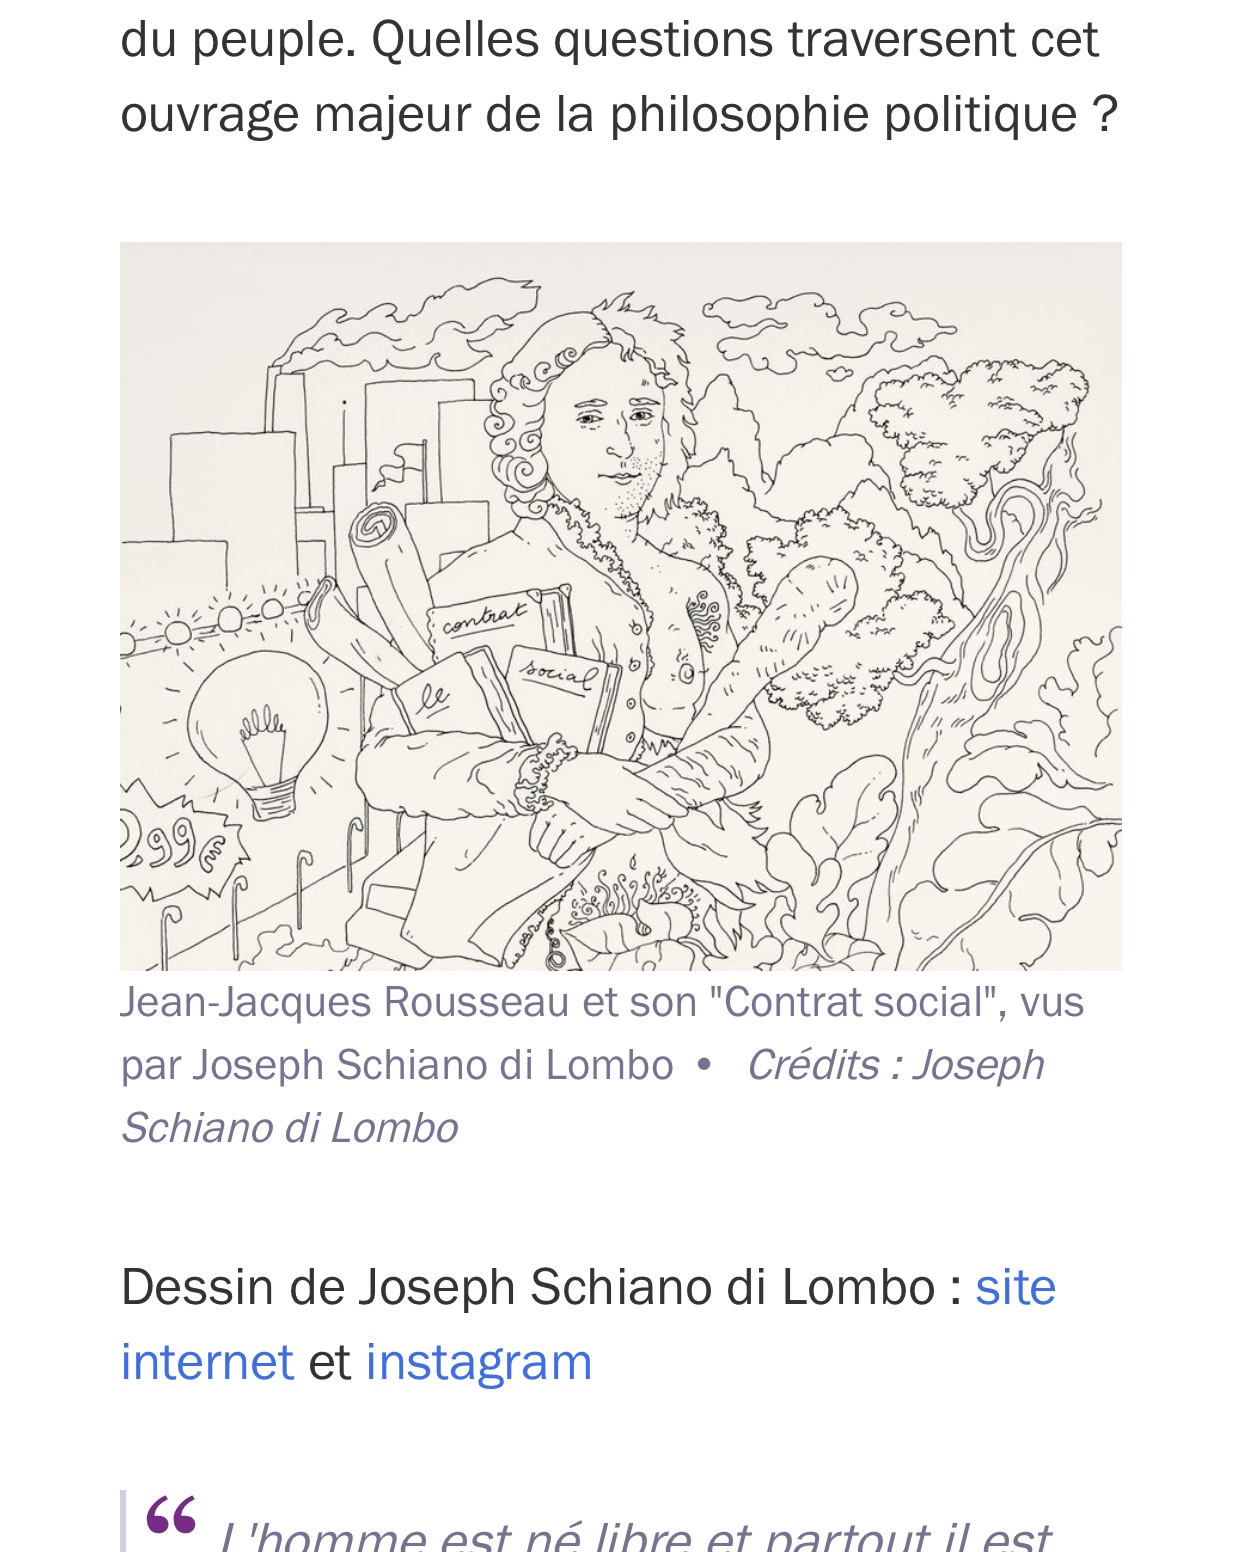 du peuple. Quelles questions traversent cet
ouvrage majeur de la philosophie politique ?
contrat
le
social
0,99€
Jean-Jacques Rousseau et son "Contrat social", vus
par Joseph Schiano di Lombo • Crédits : Joseph
Schiano di Lombo
Dessin de Joseph Schiano di Lombo : site
internet et instagram
“ L'homme est né libre et partout il est